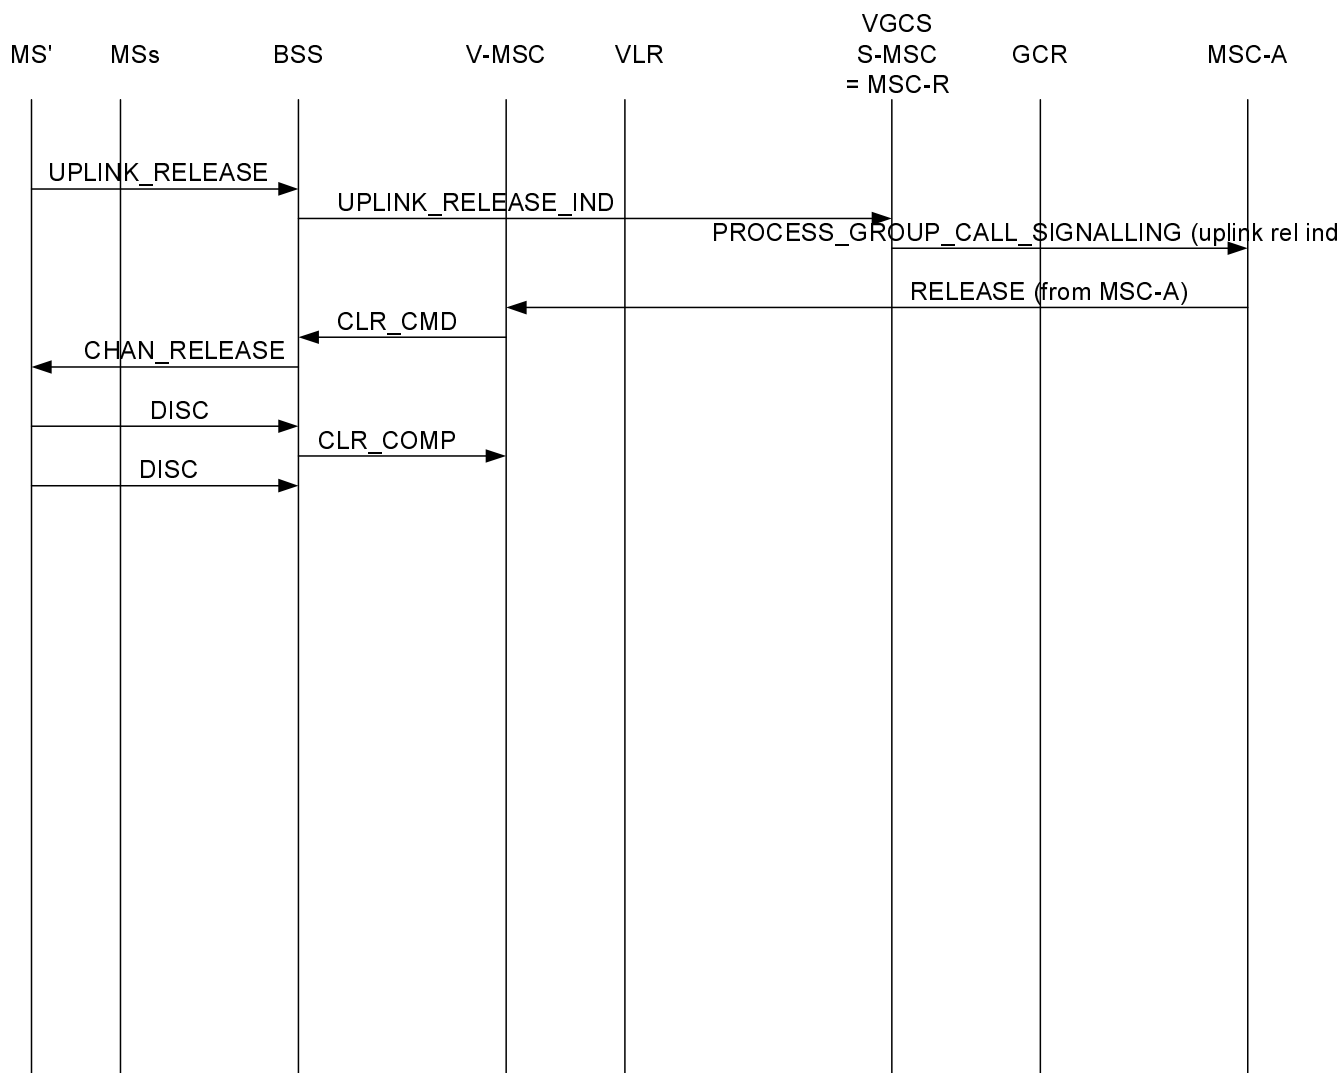 VGCS
MS' MSs BSS V-MSC VLR S-MSC GCR MSC-A
= MSC-R
UPLINK_RELEASE
UPLINK_RELEASE_IND
PROCESS_GROUP_CALL_SIGNALLING (uplink rel ind
RELEASE (from MSC-A)
CLR_CMD
CHAN_RELEASE
DISC
CLR_COMP
DISC